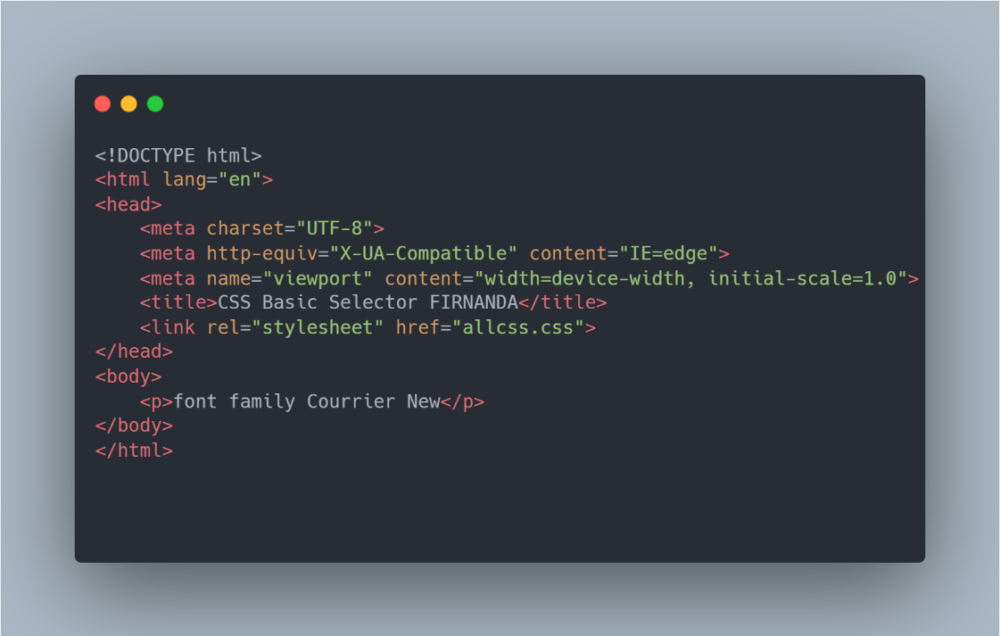 <!DOCTYPE html>
<html lang="en">
<head>
    <meta charset="UTF-8">
    <meta http-equiv="X-UA-Compatible" content="IE=edge">
    <meta name="viewport" content="width=device-width, initial-scale=1.0">
    <title>CSS Basic Selector FIRNANDA</title>
    <link rel="stylesheet" href="allcss.css">
</head>
<body>
    <p>font family Courrier New</p>
</body>
</html>